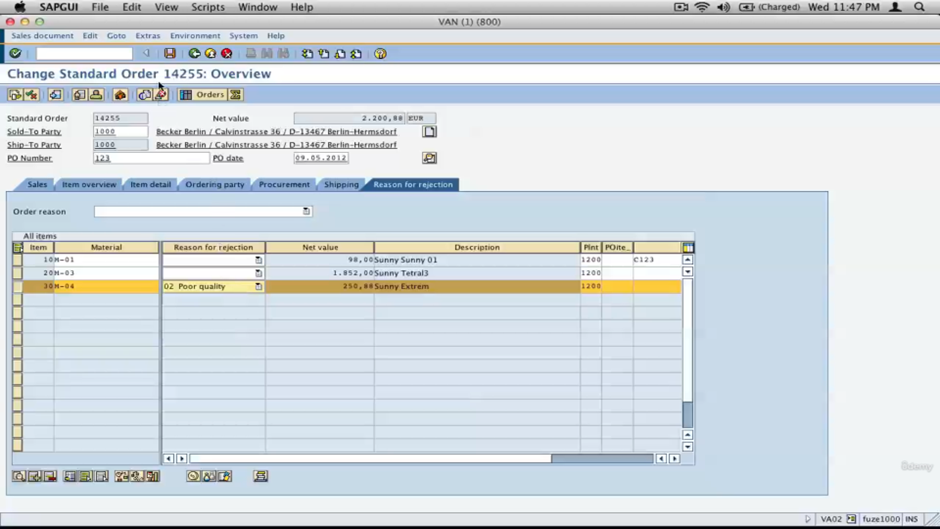 SAPGUI File Edit View Scripts Window Help (Charged) Wed 11:47 PM
VAN (1) (800)
Sales document Edit Goto Extras Environment System Help
Change Standard Order 14255: Overview
Orders
Standard Order 14255 Net value 2.200,88 EUR
Sold-To Party 1000 Becker Berlin / Calvinstrasse 36 / D-13467 Berlin-Hermsdorf
Ship-To Party 1000 Becker Berlin / Calvinstrasse 36 / D-13467 Berlin-Hermsdorf
PO Number 123 PO date 09.05.2012
Sales Item overview Item detail Ordering party Procurement Shipping Reason for rejection
Order reason
All items
Item Material Reason for rejection Net value Description Plnt POite_
10 M-01 98,00 Sunny Sunny 01 1200 C123
20 M-03 1.852,00 Sunny Tetral3 1200
30 M-04 02 Poor quality 250,88 Sunny Extrem 1200
Udemy
VA02 fuze1000 INS